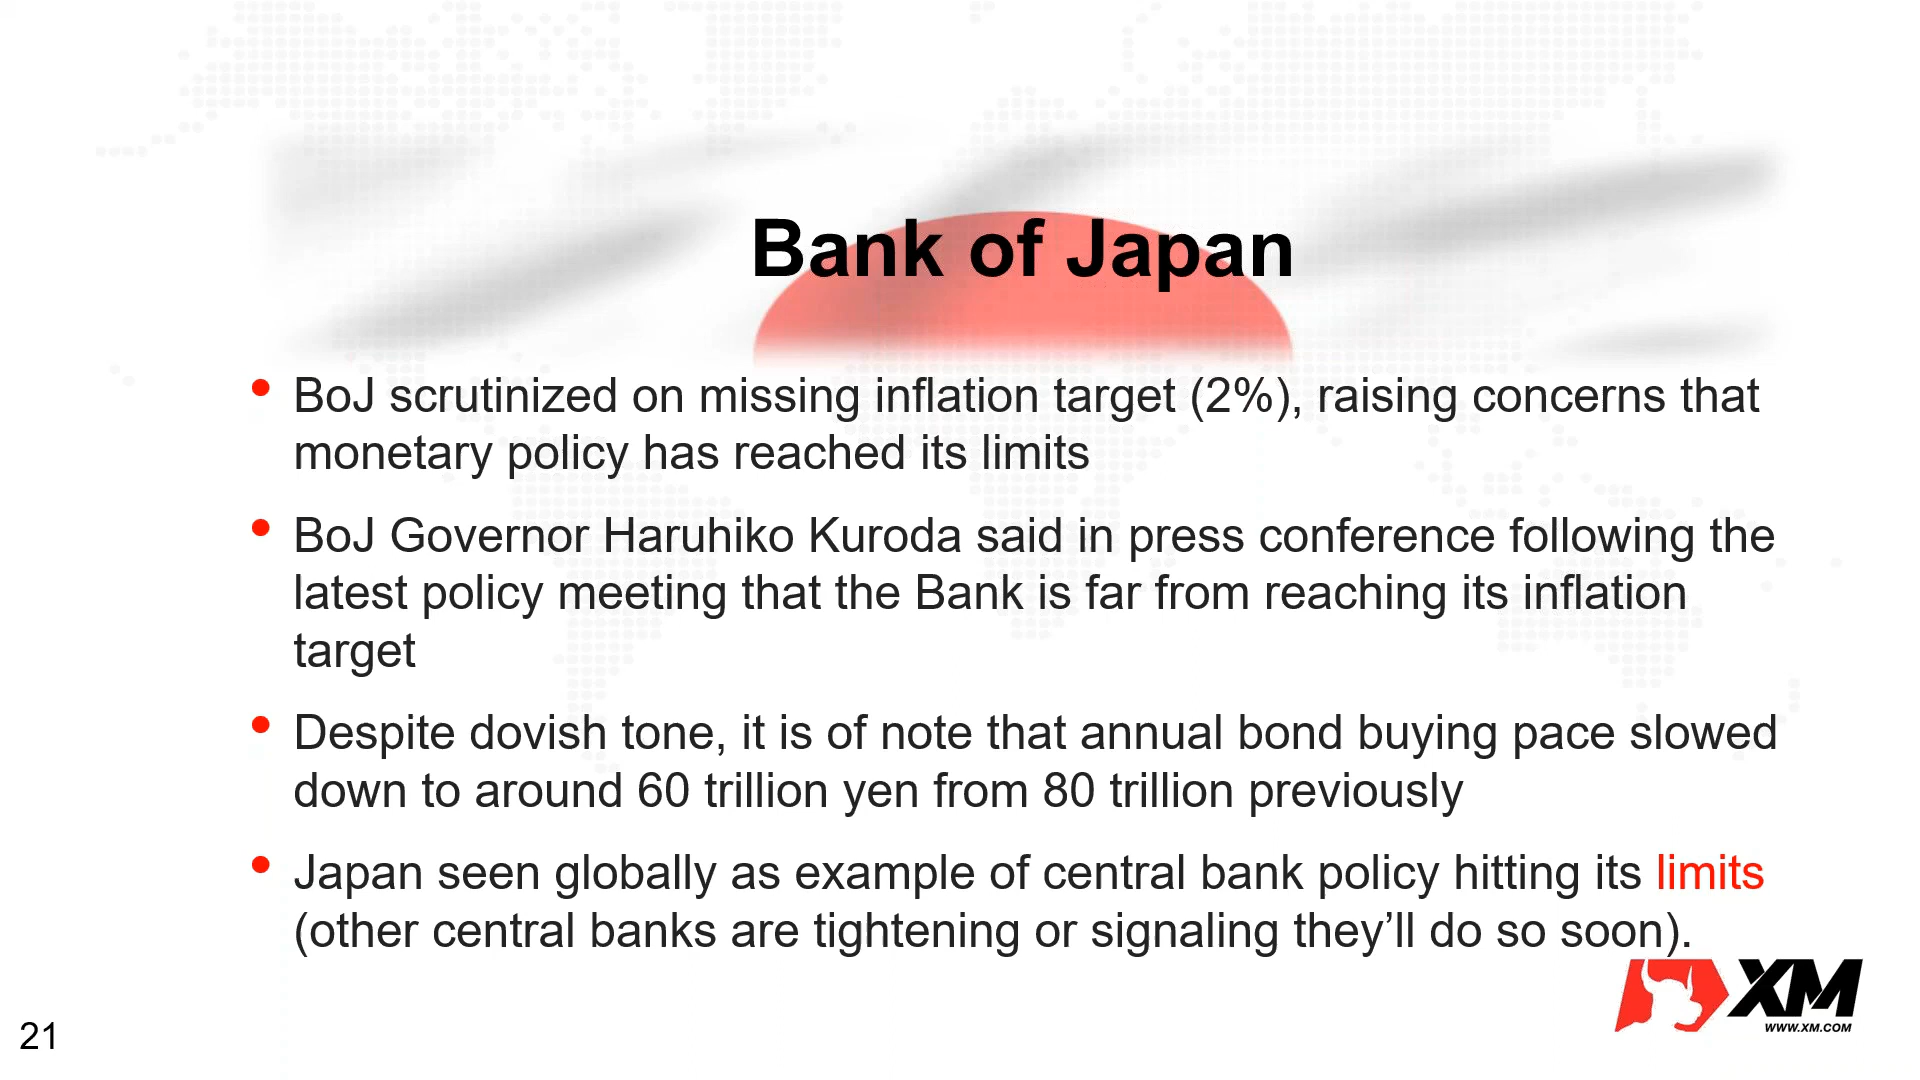 Bank of Japan
• BoJ scrutinized on missing inflation target (2%), raising concerns that
monetary policy has reached its limits
• BoJ Governor Haruhiko Kuroda said in press conference following the
latest policy meeting that the Bank is far from reaching its inflation
target
• Despite dovish tone, it is of note that annual bond buying pace slowed
down to around 60 trillion yen from 80 trillion previously
• Japan seen globally as example of central bank policy hitting its limits
(other central banks are tightening or signaling they’ll do so soon).
XM
WWW.XM.COM
21